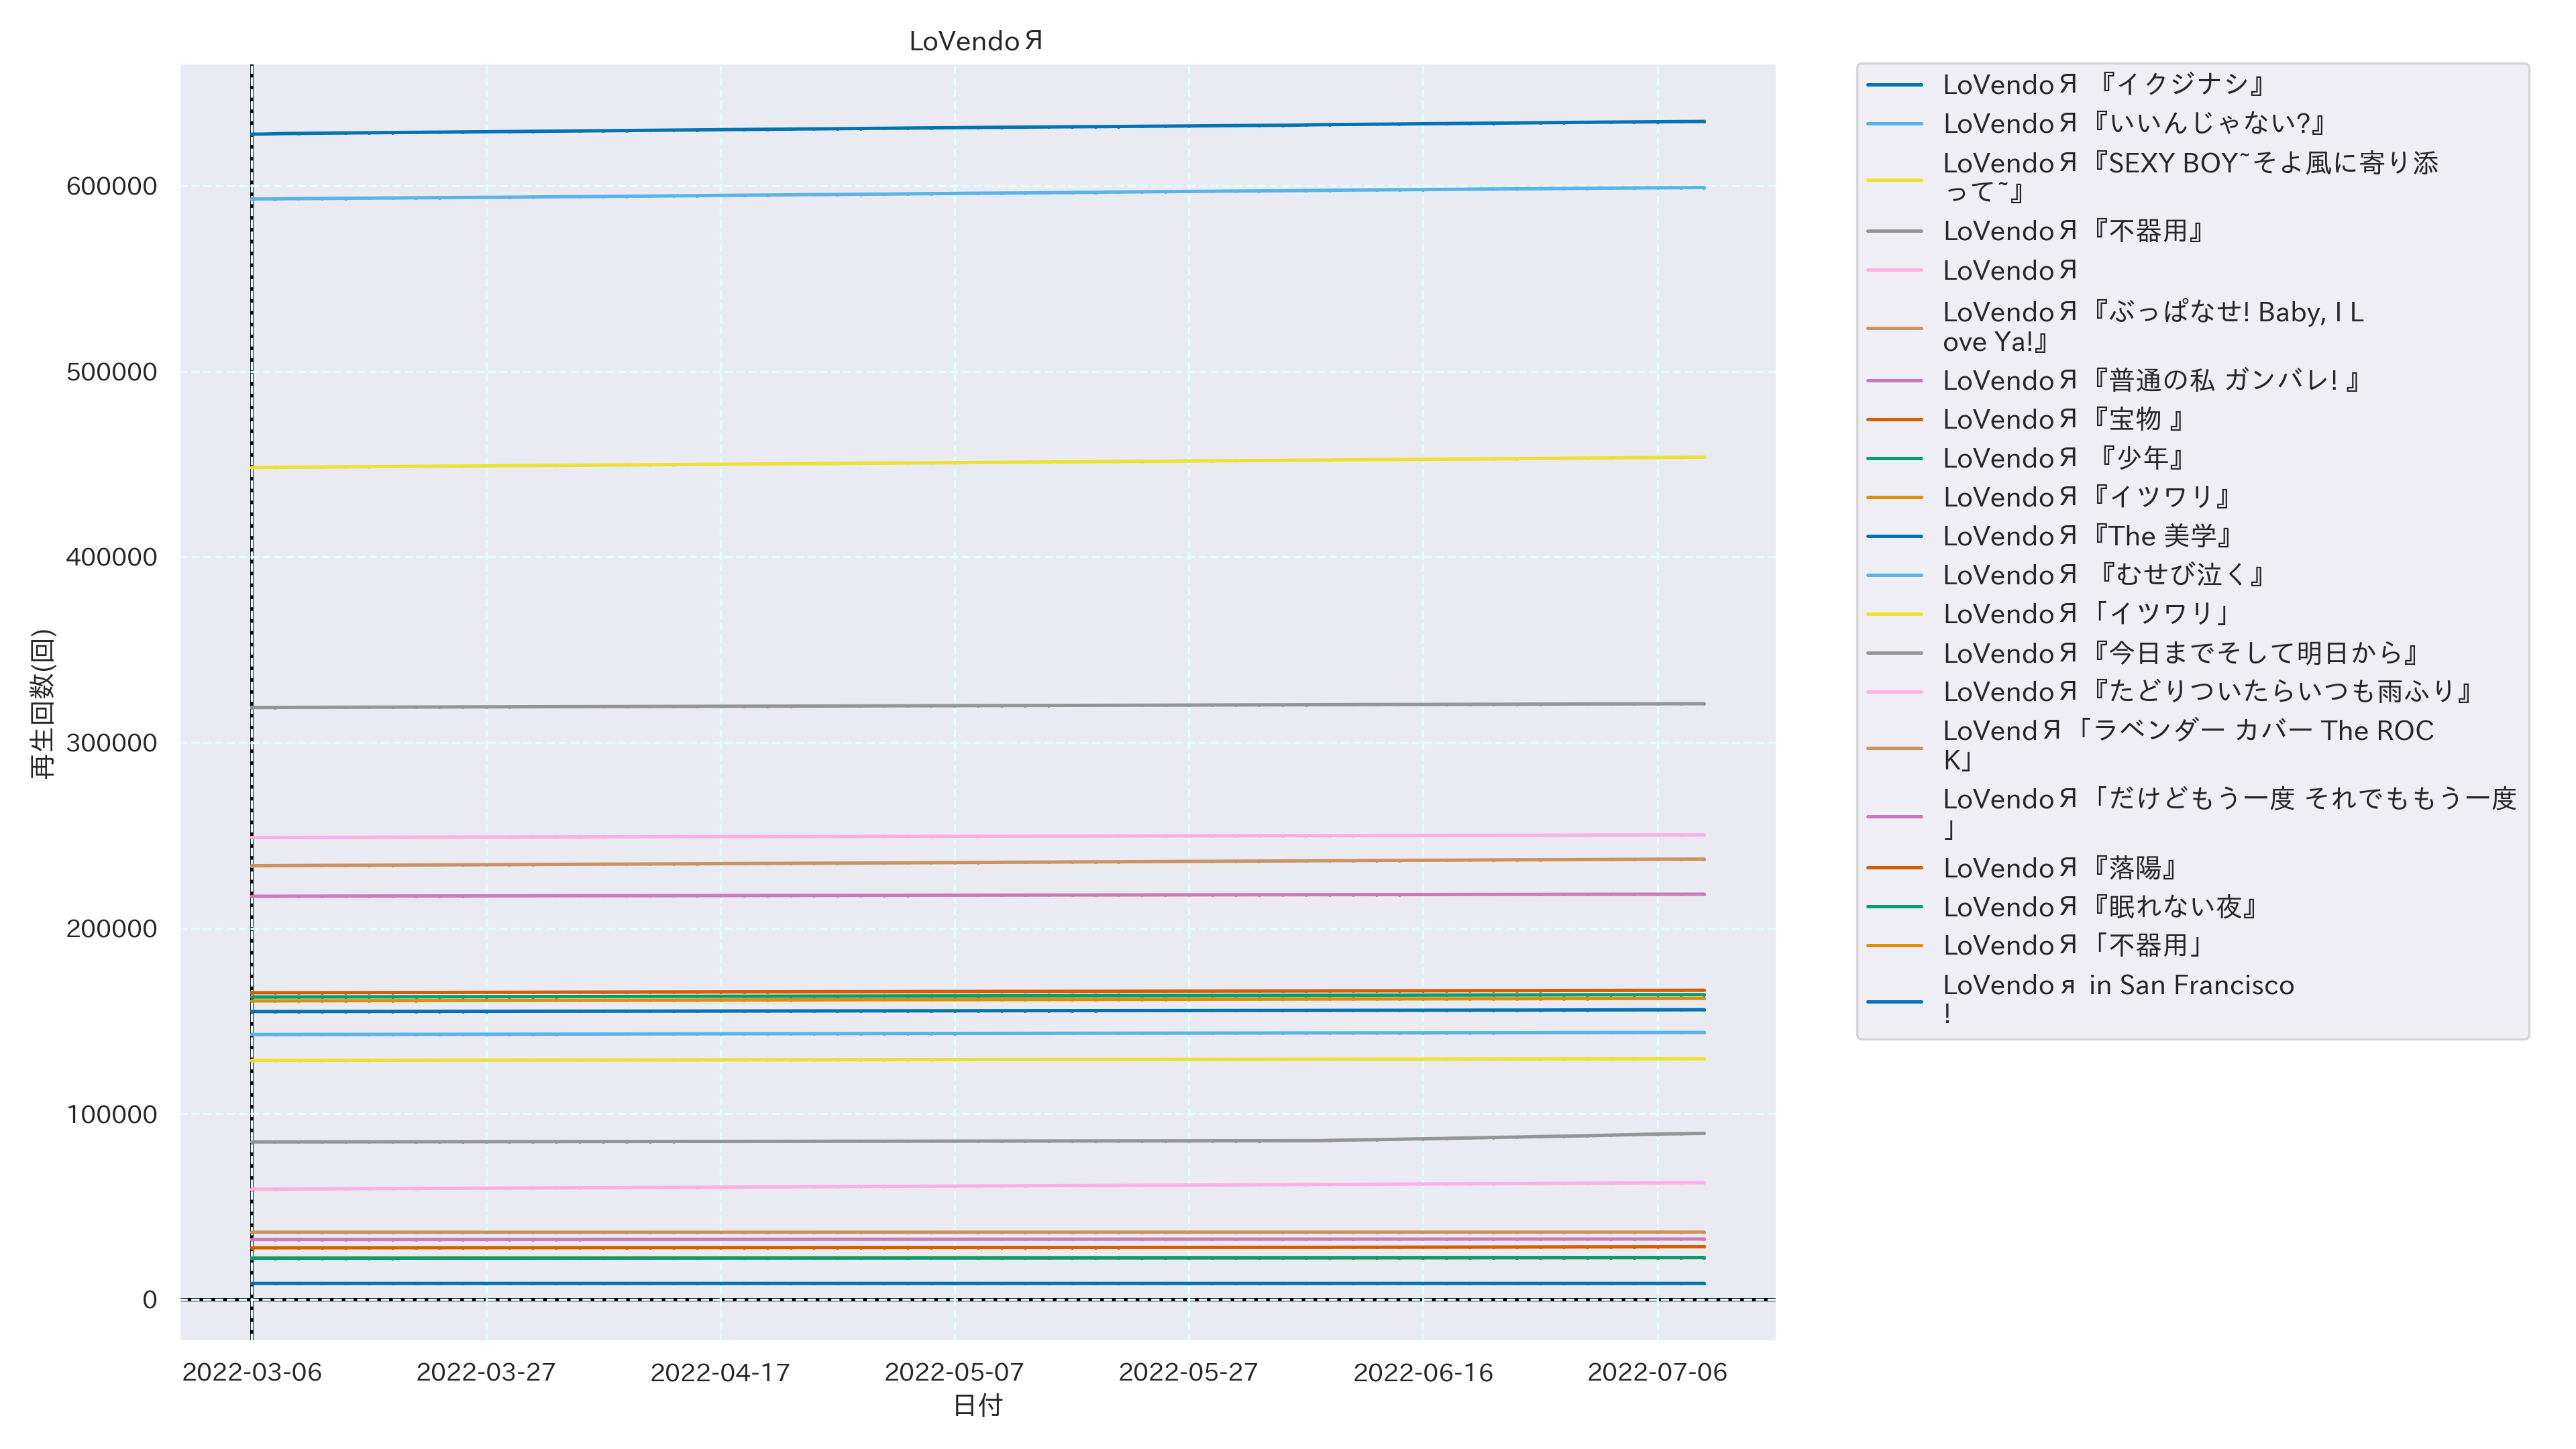 LoVendoЯ
再生回数(回)
600000
500000
400000
300000
200000
100000
0
2022-03-06 2022-03-27 2022-04-17 2022-05-07 2022-05-27 2022-06-16 2022-07-06
日付
LoVendoЯ 『イクジナシ』
LoVendoЯ『いいんじゃない?』
LoVendoЯ『SEXY BOY~そよ風に寄り添
って~』
LoVendoЯ『不器用』
LoVendoЯ
LoVendoЯ『ぶっぱなせ! Baby, I L
ove Ya!』
LoVendoЯ『普通の私 ガンバレ! 』
LoVendoЯ『宝物 』
LoVendoЯ 『少年』
LoVendoЯ『イツワリ』
LoVendoЯ『The 美学』
LoVendoЯ 『むせび泣く』
LoVendoЯ「イツワリ」
LoVendoЯ『今日までそして明日から』
LoVendoЯ『たどりついたらいつも雨ふり』
LoVendЯ「ラベンダー カバー The ROC
K」
LoVendoЯ「だけどもう一度 それでももう一度
」
LoVendoЯ『落陽』
LoVendoЯ『眠れない夜』
LoVendoЯ「不器用」
LoVendoя in San Francisco
!